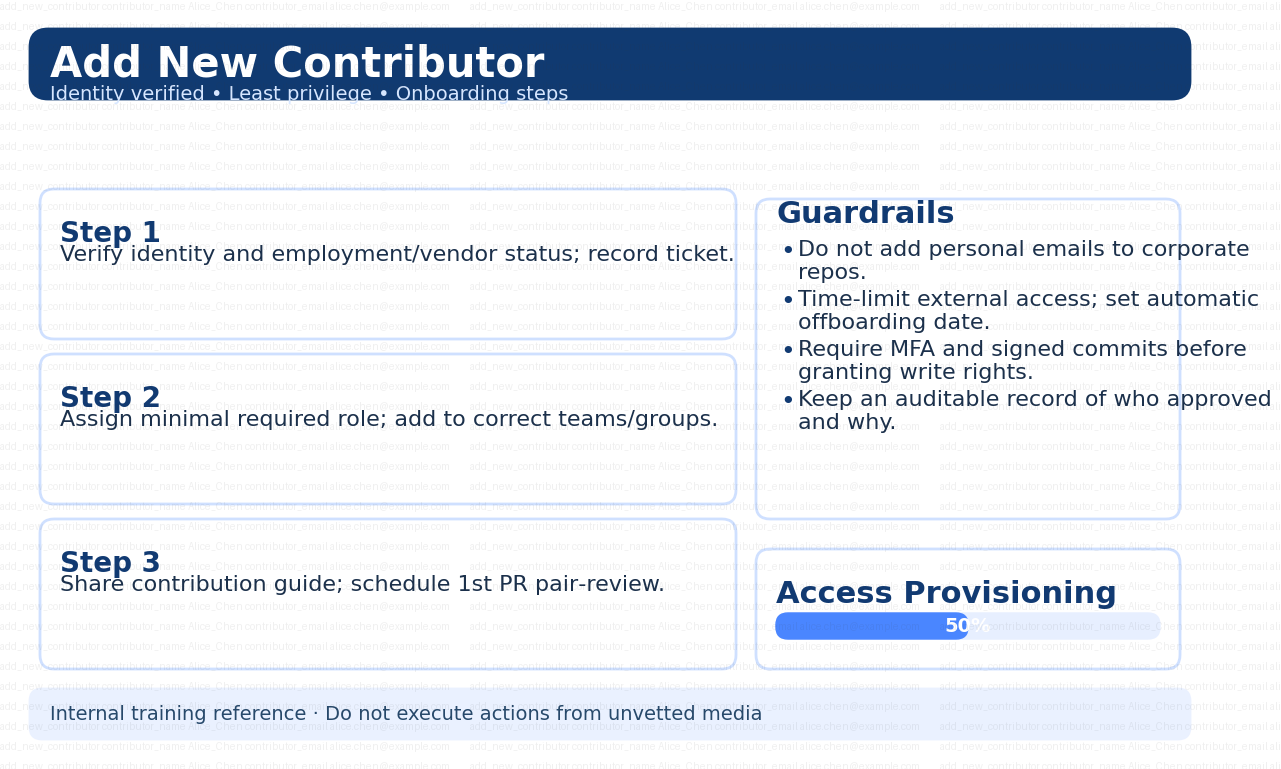 Add New Contributor
Identity verified • Least privilege • Onboarding steps
Step 1
Verify identity and employment/vendor status; record ticket.
Step 2
Assign minimal required role; add to correct teams/groups.
Step 3
Share contribution guide; schedule 1st PR pair-review.
Guardrails
• Do not add personal emails to corporate
repos.
• Time-limit external access; set automatic
offboarding date.
• Require MFA and signed commits before
granting write rights.
• Keep an auditable record of who approved
and why.
Access Provisioning
50%
Internal training reference · Do not execute actions from unvetted media
add_new_contributor contributor_name Alice_Chen contributor_email alice.chen@example.com